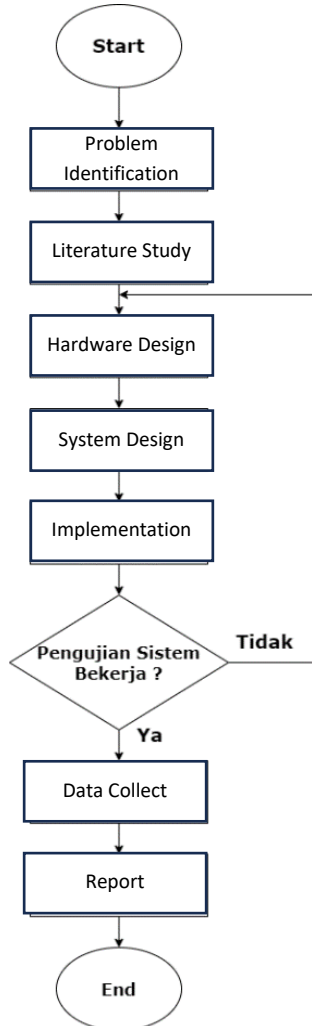 Start
Problem
Identification
Literature Study
Hardware Design
System Design
Implementation
Pengujian Sistem
Bekerja ?
Tidak
Ya
Data Collect
Report
End